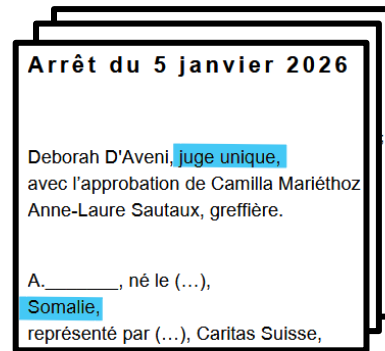 Arrêt du 5 janvier 2026
Deborah D'Aveni, juge unique,
avec l'approbation de Camilla Mariéthoz
Anne-Laure Sautaux, greffière.
A._______, né le (…),
Somalie,
représenté par (…), Caritas Suisse,